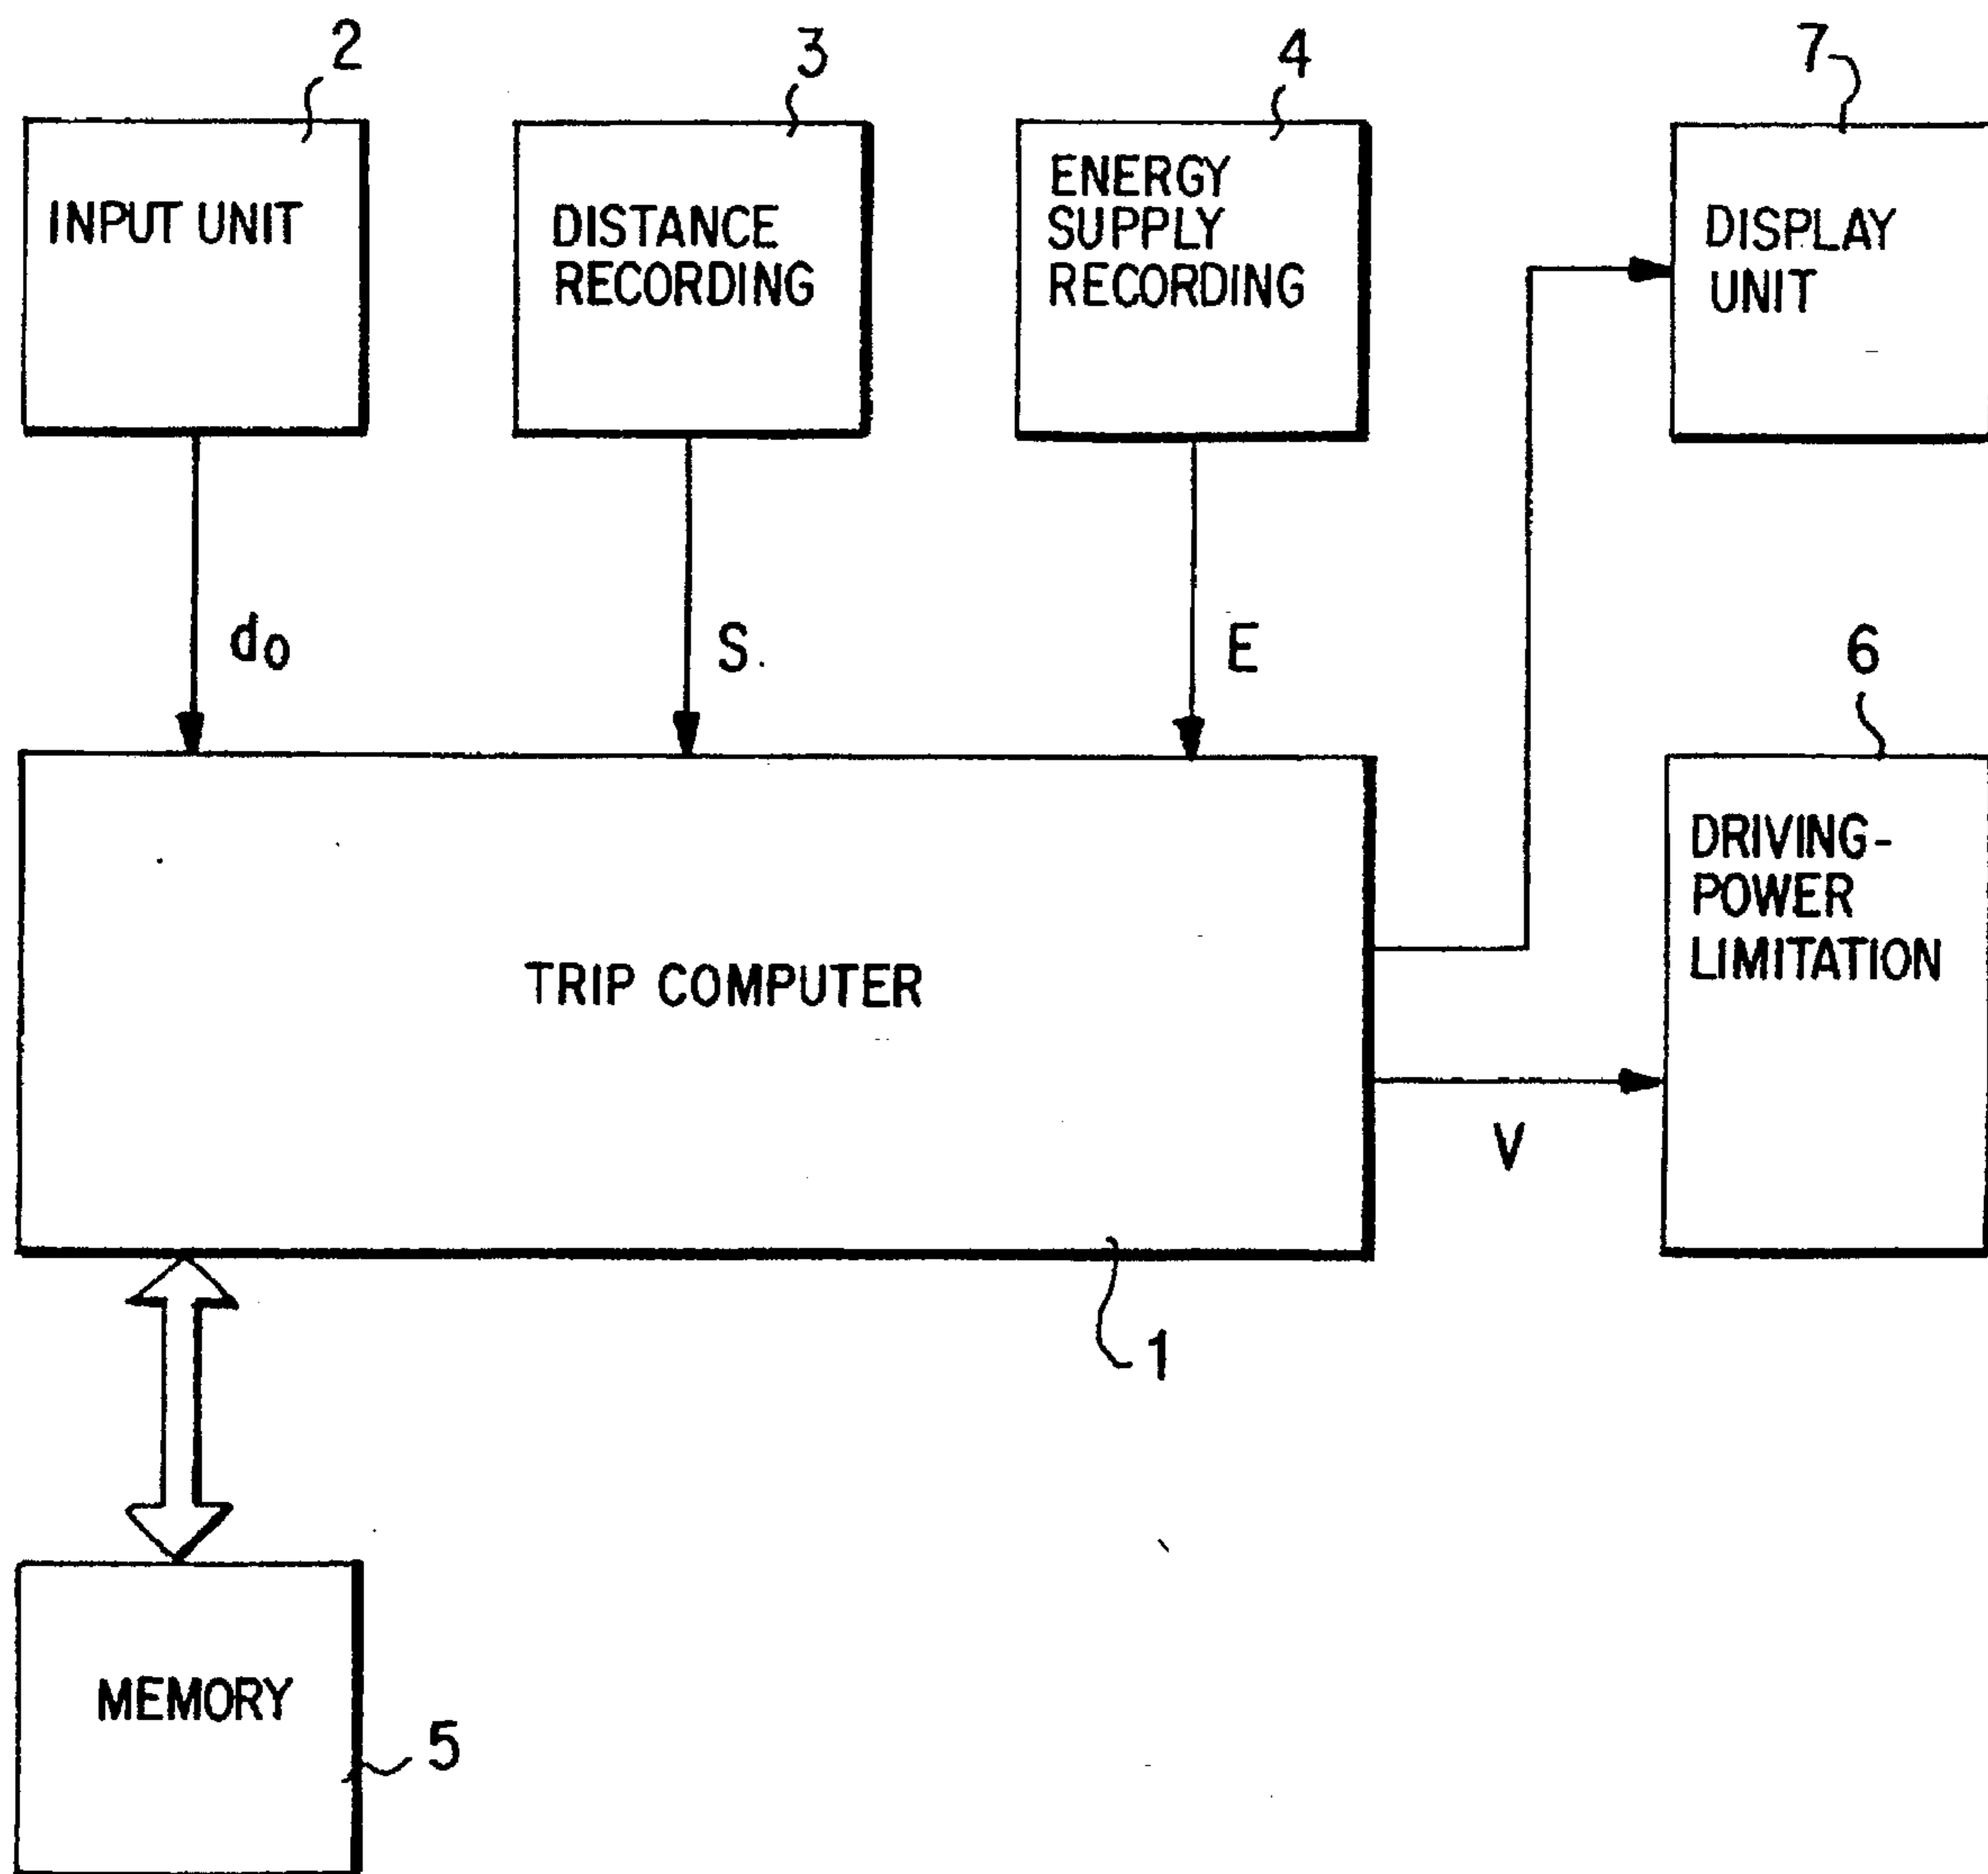 2
3
4
7
INPUT UNIT
DISTANCE
RECORDING
ENERGY
SUPPLY
RECORDING
DISPLAY
UNIT
do
S.
E
6
TRIP COMPUTER
DRIVING-
POWER
LIMITATION
V
1
MEMORY
5